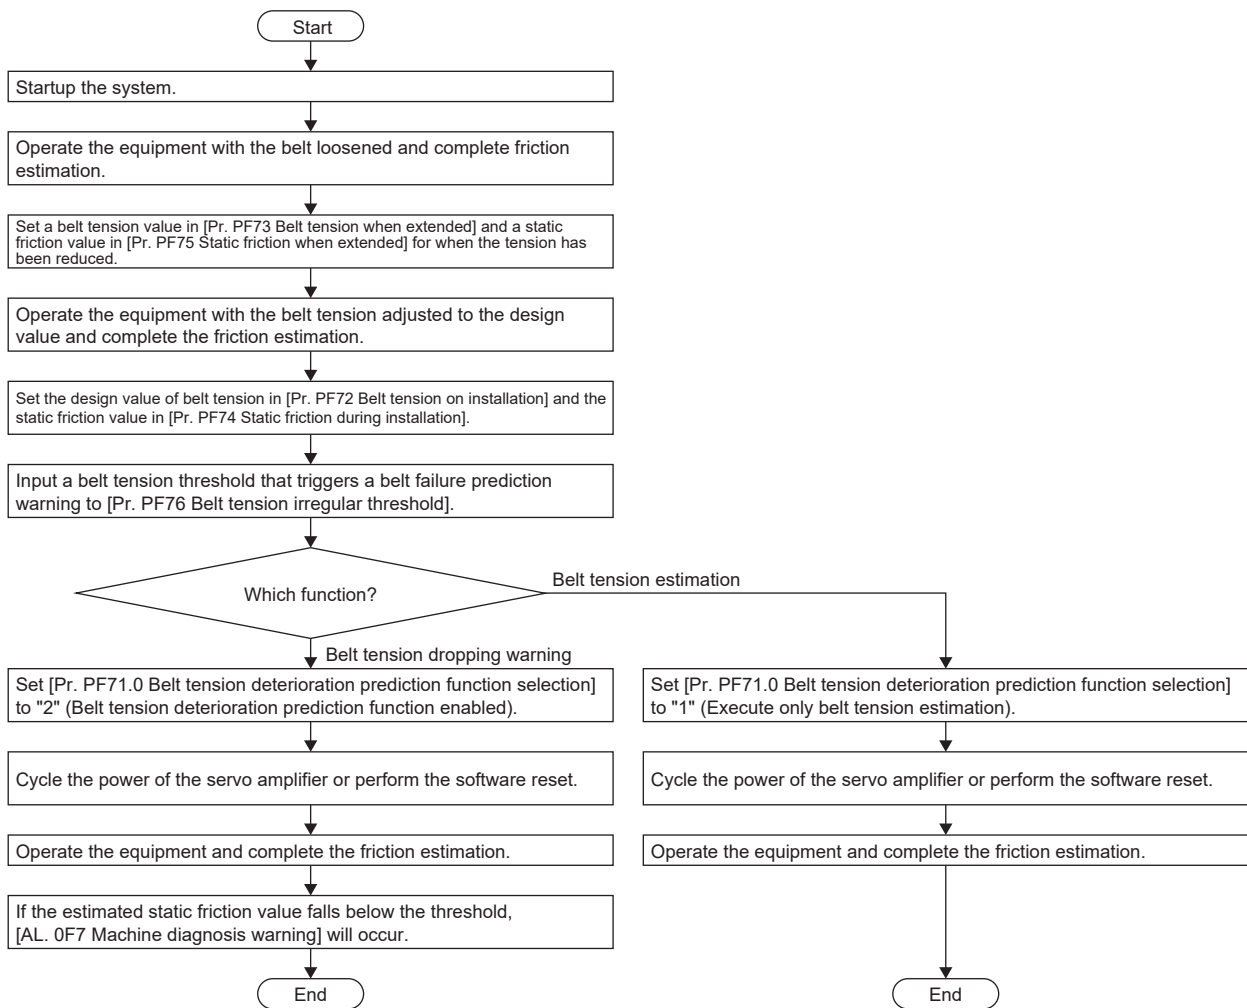 Start
Startup the system.
Operate the equipment with the belt loosened and complete friction
estimation.
Set a belt tension value in [Pr. PF73 Belt tension when extended] and a static
friction value in [Pr. PF75 Static friction when extended] for when the tension has
been reduced.
Operate the equipment with the belt tension adjusted to the design
value and complete the friction estimation.
Set the design value of belt tension in [Pr. PF72 Belt tension on installation] and the
static friction value in [Pr. PF74 Static friction during installation].
Input a belt tension threshold that triggers a belt failure prediction
warning to [Pr. PF76 Belt tension irregular threshold].
Which function?
Belt tension estimation
Belt tension dropping warning
Set [Pr. PF71.0 Belt tension deterioration prediction function selection]
to "2" (Belt tension deterioration prediction function enabled).
Cycle the power of the servo amplifier or perform the software reset.
Operate the equipment and complete the friction estimation.
If the estimated static friction value falls below the threshold,
[AL. 0F7 Machine diagnosis warning] will occur.
End
Set [Pr. PF71.0 Belt tension deterioration prediction function selection]
to "1" (Execute only belt tension estimation).
Cycle the power of the servo amplifier or perform the software reset.
Operate the equipment and complete the friction estimation.
End